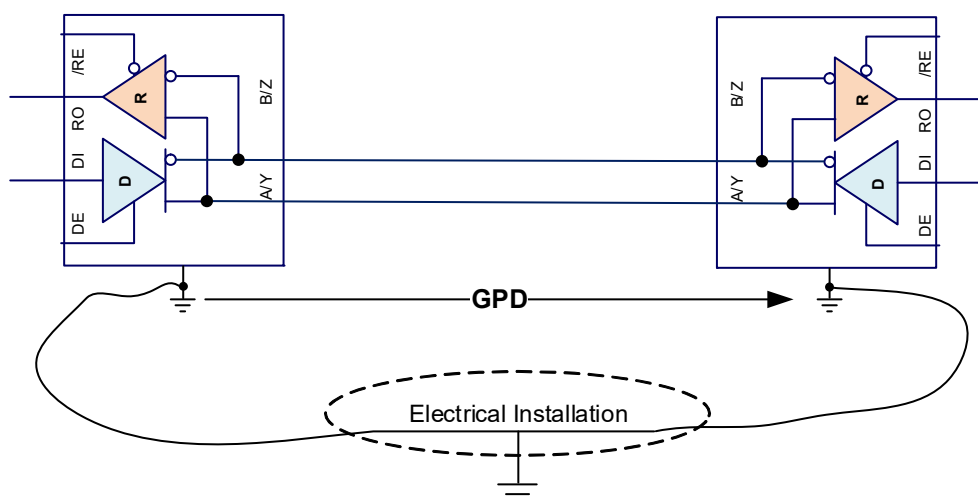 /RE
RO
DI
DE
R
D
B/Z
A/Y
B/Z
A/Y
R
D
/RE
RO
DI
DE
GPD
Electrical Installation